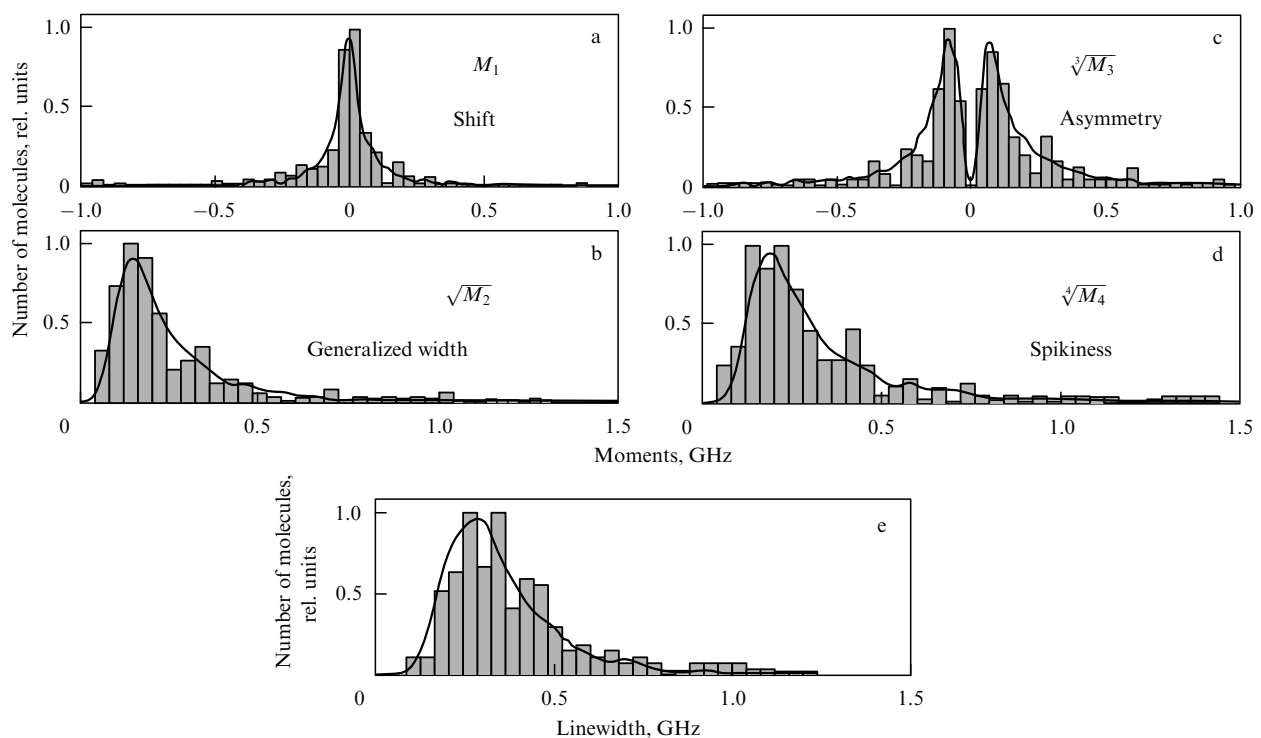 Number of molecules, rel. units
1.0
0.5
0
a
M₁
Shift
−1.0 −0.5 0 0.5 1.0
1.0
0.5
0
c
∛M₃
Asymmetry
−1.0 −0.5 0 0.5 1.0
1.0
0.5
b
√M₂
Generalized width
0 0.5 1.0 1.5
1.0
0.5
d
∜M₄
Spikiness
0 0.5 1.0 1.5
Moments, GHz
Number of molecules,
rel. units
1.0
0.5
e
0 0.5 1.0 1.5
Linewidth, GHz